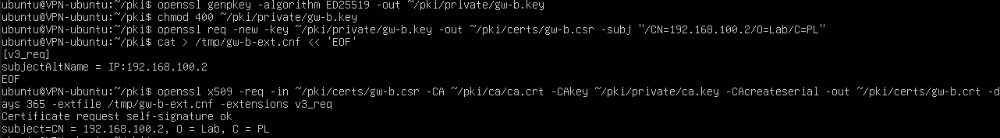 ubuntu@VPN-ubuntu:~/pki$ openssl genpkey -algorithm ED25519 -out ~/pki/private/gw-b.key
ubuntu@VPN-ubuntu:~/pki$ chmod 400 ~/pki/private/gw-b.key
ubuntu@VPN-ubuntu:~/pki$ openssl req -new -key ~/pki/private/gw-b.key -out ~/pki/certs/gw-b.csr -subj "/CN=192.168.100.2/O=Lab/C=PL"
ubuntu@VPN-ubuntu:~/pki$ cat > /tmp/gw-b-ext.cnf << 'EOF'
[v3_req]
subjectAltName = IP:192.168.100.2
EOF
ubuntu@VPN-ubuntu:~/pki$ openssl x509 -req -in ~/pki/certs/gw-b.csr -CA ~/pki/ca/ca.crt -CAkey ~/pki/private/ca.key -CAcreateserial -out ~/pki/certs/gw-b.crt -d
ays 365 -extfile /tmp/gw-b-ext.cnf -extensions v3_req
Certificate request self-signature ok
subject=CN = 192.168.100.2, O = Lab, C = PL